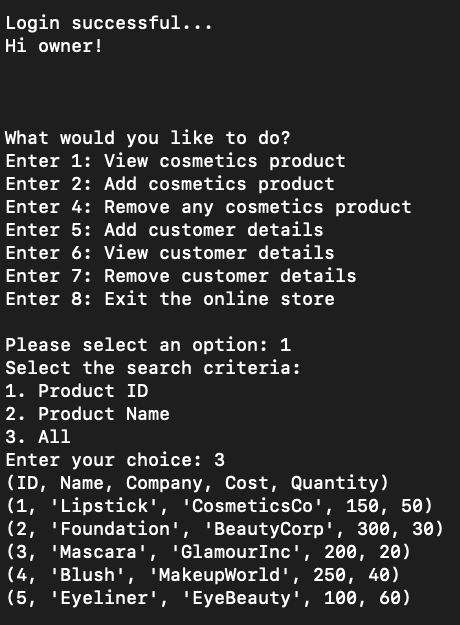 Login successful...
Hi owner!
What would you like to do?
Enter 1: View cosmetics product
Enter 2: Add cosmetics product
Enter 4: Remove any cosmetics product
Enter 5: Add customer details
Enter 6: View customer details
Enter 7: Remove customer details
Enter 8: Exit the online store
Please select an option: 1
Select the search criteria:
1. Product ID
2. Product Name
3. All
Enter your choice: 3
(ID, Name, Company, Cost, Quantity)
(1, 'Lipstick', 'CosmeticsCo', 150, 50)
(2, 'Foundation', 'BeautyCorp', 300, 30)
(3, 'Mascara', 'GlamourInc', 200, 20)
(4, 'Blush', 'MakeupWorld', 250, 40)
(5, 'Eyeliner', 'EyeBeauty', 100, 60)